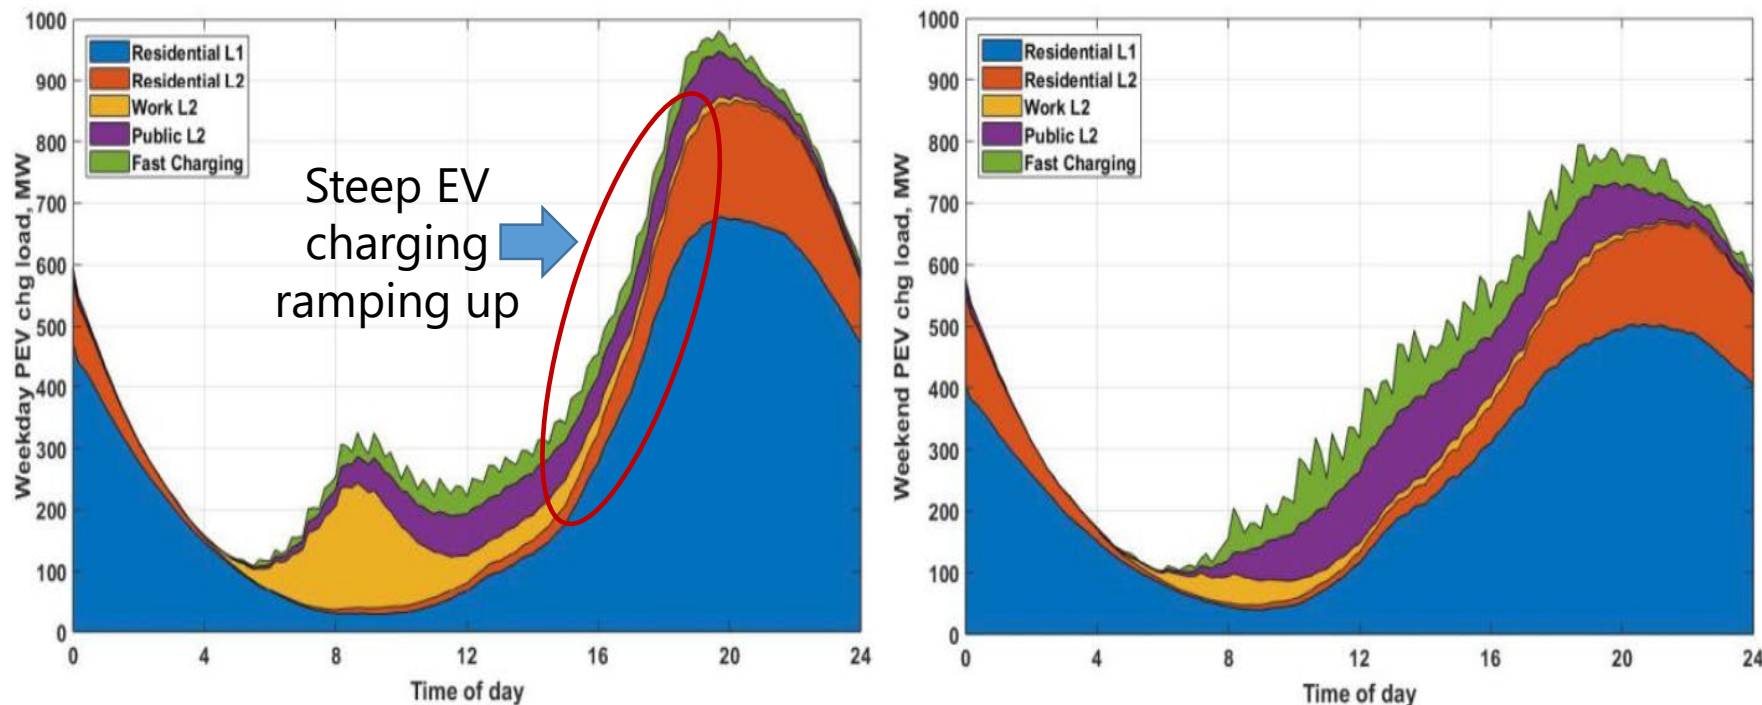 Weekday PEV chg load, MW
1000
900
800
700
600
500
400
300
200
100
0
Residential L1
Residential L2
Work L2
Public L2
Fast Charging
Steep EV
charging
ramping up
0 4 8 12 16 20 24
Time of day
Weekend PEV chg load, MW
1000
900
800
700
600
500
400
300
200
100
0
Residential L1
Residential L2
Work L2
Public L2
Fast Charging
0 4 8 12 16 20 24
Time of day